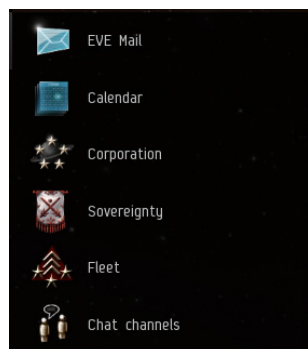 EVE Mail
Calendar
Corporation
Sovereignty
Fleet
Chat channels